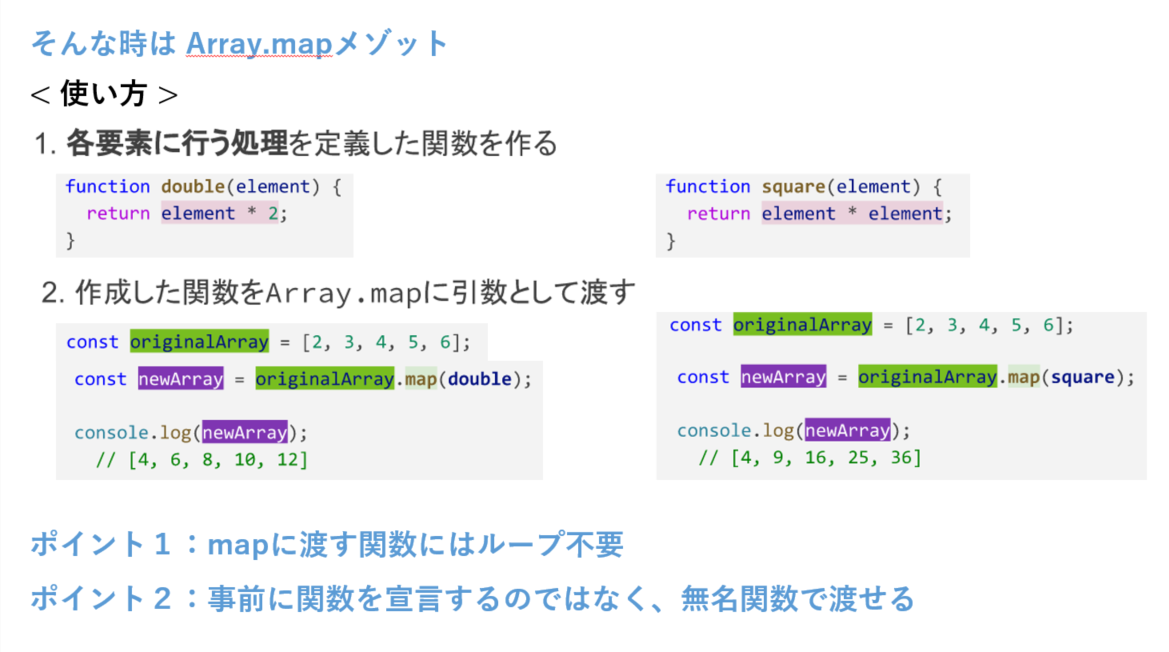 そんな時は Array.mapメゾット
< 使い方 >
1. 各要素に行う処理を定義した関数を作る
function double(element) {
  return element * 2;
}
function square(element) {
  return element * element;
}
2. 作成した関数をArray.mapに引数として渡す
const originalArray = [2, 3, 4, 5, 6];
const newArray = originalArray.map(double);
console.log(newArray);
// [4, 6, 8, 10, 12]
const originalArray = [2, 3, 4, 5, 6];
const newArray = originalArray.map(square);
console.log(newArray);
// [4, 9, 16, 25, 36]
ポイント１：mapに渡す関数にはループ不要
ポイント２：事前に関数を宣言するのではなく、無名関数で渡せる